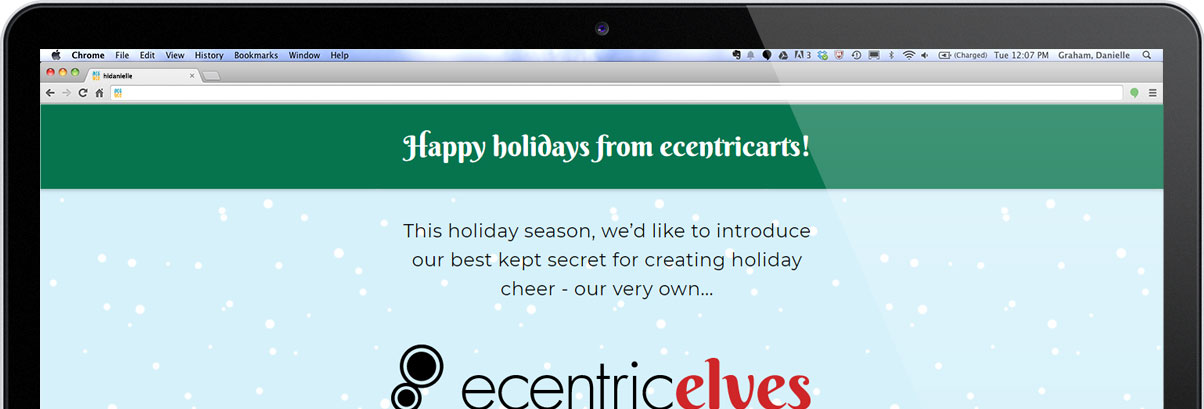 Chrome File Edit View History Bookmarks Window Help 3 (Charged) Tue 12:07 PM Graham, Danielle
hidanielle
Happy holidays from ecentricarts!
This holiday season, we'd like to introduce
our best kept secret for creating holiday
cheer - our very own...
ecentricelves